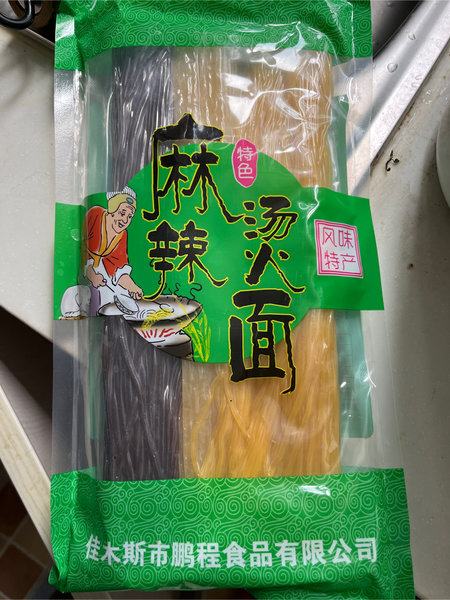 特色
麻辣
烫面
风味
特产
佳木斯市鹏程食品有限公司